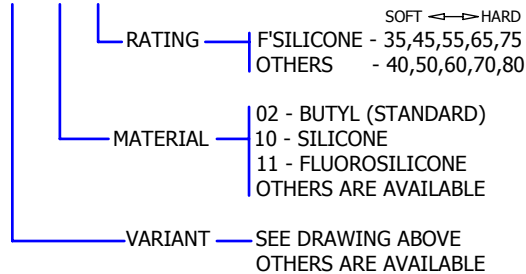 SOFT HARD
RATING F'SILICONE - 35,45,55,65,75
OTHERS - 40,50,60,70,80
02 - BUTYL (STANDARD)
MATERIAL 10 - SILICONE
11 - FLUOROSILICONE
OTHERS ARE AVAILABLE
VARIANT SEE DRAWING ABOVE
OTHERS ARE AVAILABLE